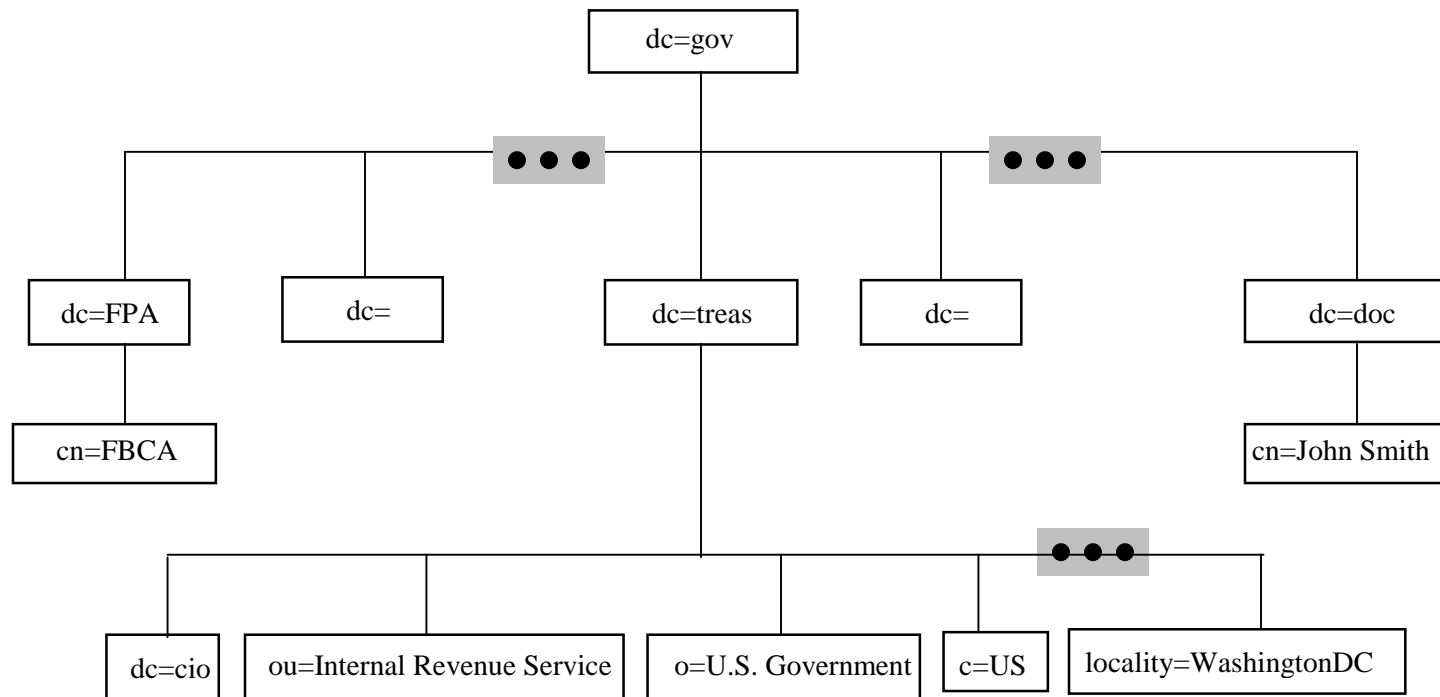 dc=gov
dc=FPA
dc=
dc=treas
dc=
dc=doc
cn=FBCA
cn=John Smith
dc=cio
ou=Internal Revenue Service
o=U.S. Government
c=US
locality=WashingtonDC